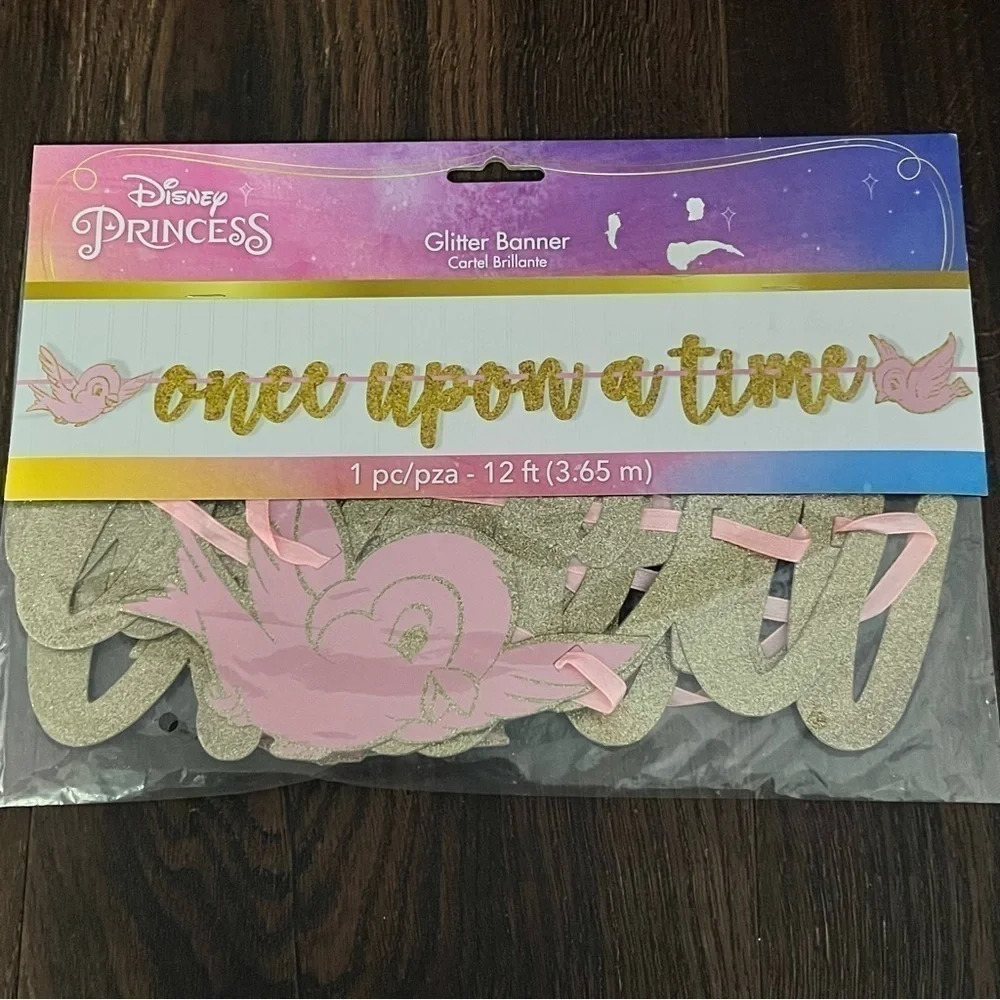 Disney
PRINCESS
Glitter Banner
Cartel Brillante
once upon a time
1 pc/pza - 12 ft (3.65 m)